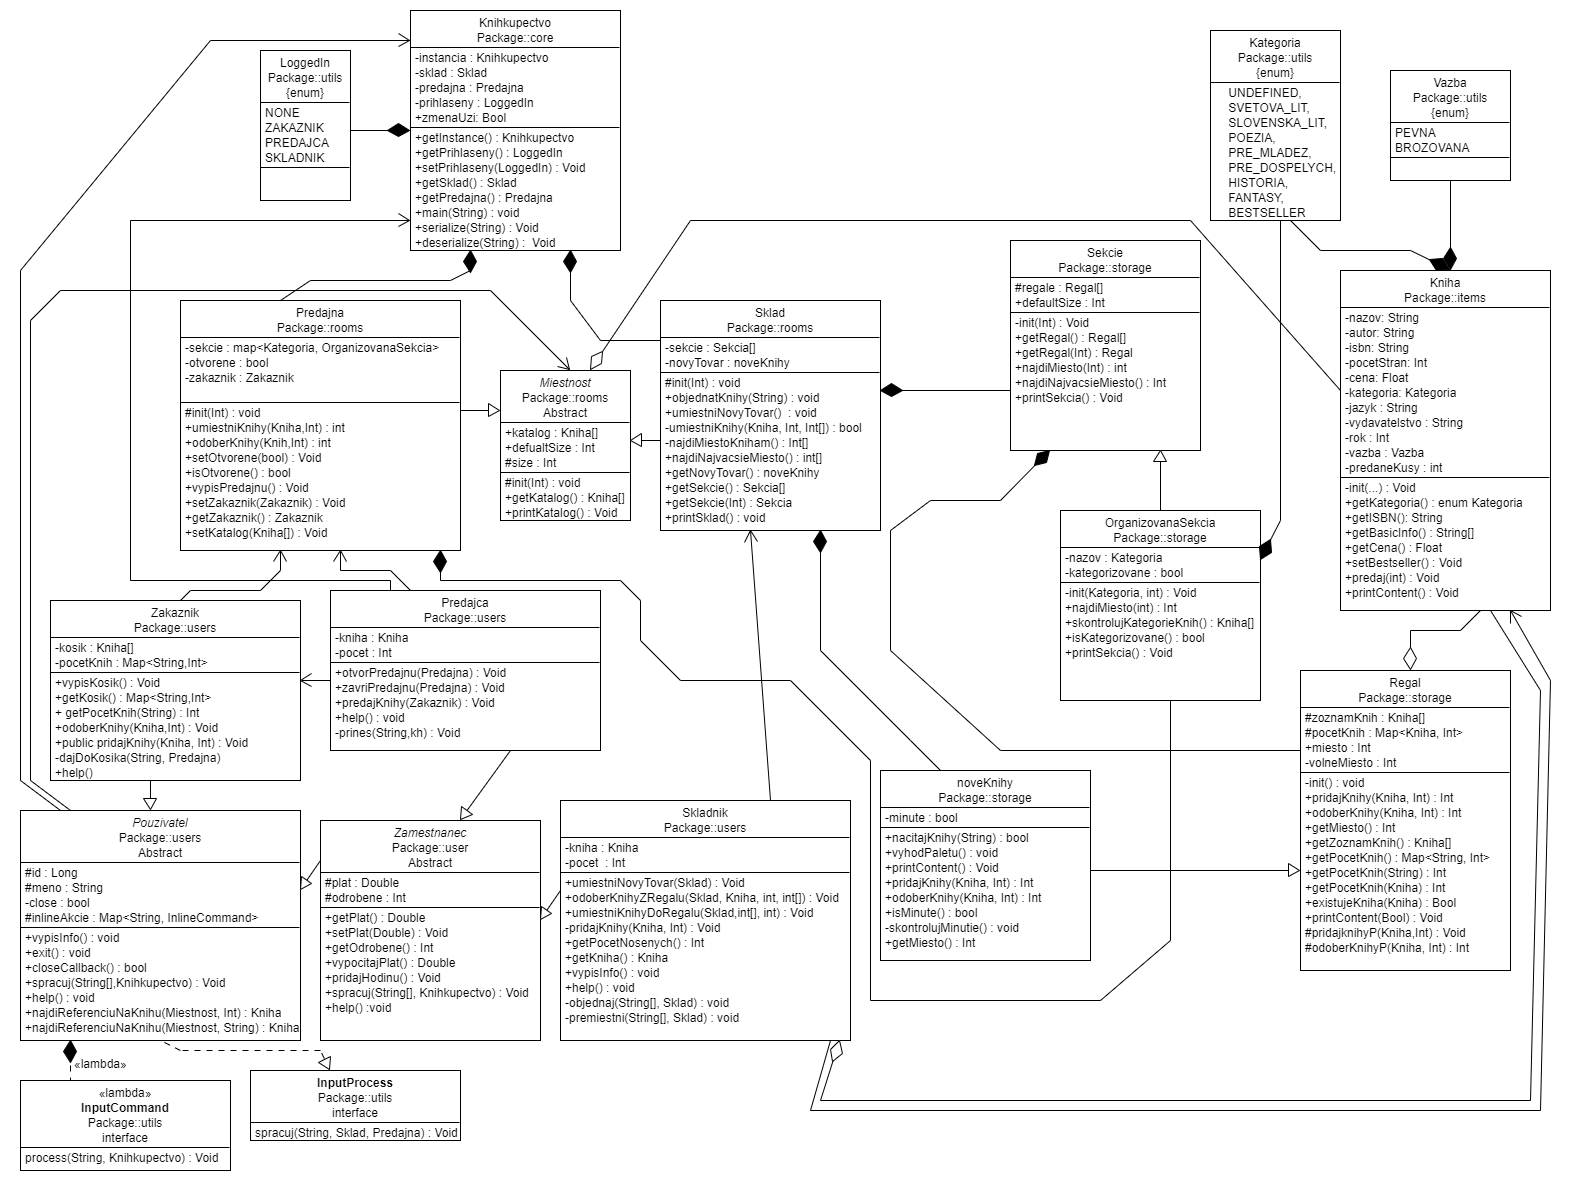 Knihkupectvo
Package::core
-instancia : Knihkupectvo
-sklad : Sklad
-predajna : Predajna
-prihlaseny : LoggedIn
+zmenaUzi: Bool
+getInstance() : Knihkupectvo
+getPrihlaseny() : LoggedIn
+setPrihlaseny(LoggedIn) : Void
+getSklad() : Sklad
+getPredajna() : Predajna
+main(String) : void
+serialize(String) : Void
+deserialize(String) :  Void
LoggedIn
Package::utils
{enum}
NONE
ZAKAZNIK
PREDAJCA
SKLADNIK
Kategoria
Package::utils
{enum}
UNDEFINED,
SVETOVA_LIT,
SLOVENSKA_LIT,
POEZIA,
PRE_MLADEZ,
PRE_DOSPELYCH,
HISTORIA,
FANTASY,
BESTSELLER
Vazba
Package::utils
{enum}
PEVNA
BROZOVANA
Sekcie
Package::storage
#regale : Regal[]
+defaultSize : Int
-init(Int) : Void
+getRegal() : Regal[]
+getRegal(Int) : Regal
+najdiMiesto(Int) : int
+najdiNajvacsieMiesto() : Int
+printSekcia() : Void
Kniha
Package::items
-nazov: String
-autor: String
-isbn: String
-pocetStran: Int
-cena: Float
-kategoria: Kategoria
-jazyk : String
-vydavatelstvo : String
-rok : Int
-vazba : Vazba
-predaneKusy : int
-init(...) : Void
+getKategoria() : enum Kategoria
+getISBN(): String
+getBasicInfo() : String[]
+getCena() : Float
+setBestseller() : Void
+predaj(int) : Void
+printContent() : Void
Predajna
Package::rooms
-sekcie : map<Kategoria, OrganizovanaSekcia>
-otvorene : bool
-zakaznik : Zakaznik
#init(Int) : void
+umiestniKnihy(Kniha,Int) : int
+odoberKnihy(Knih,Int) : int
+setOtvorene(bool) : Void
+isOtvorene() : bool
+vypisPredajnu() : Void
+setZakaznik(Zakaznik) : Void
+getZakaznik() : Zakaznik
+setKatalog(Kniha[]) : Void
Miestnost
Package::rooms
Abstract
+katalog : Kniha[]
+defualtSize : Int
#size : Int
#init(Int) : void
+getKatalog() : Kniha[]
+printKatalog() : Void
Sklad
Package::rooms
-sekcie : Sekcia[]
-novyTovar : noveKnihy
#init(Int) : void
+objednatKnihy(String) : void
+umiestniNovyTovar()  : void
-umiestniKnihy(Kniha, Int, Int[]) : bool
-najdiMiestoKniham() : Int[]
+najdiNajvacsieMiesto() : int[]
+getNovyTovar() : noveKnihy
+getSekcie() : Sekcia[]
+getSekcie(Int) : Sekcia
+printSklad() : void
OrganizovanaSekcia
Package::storage
-nazov : Kategoria
-kategorizovane : bool
-init(Kategoria, int) : Void
+najdiMiesto(int) : Int
+skontrolujKategorieKnih() : Kniha[]
+isKategorizovane() : bool
+printSekcia() : Void
Zakaznik
Package::users
-kosik : Kniha[]
-pocetKnih : Map<String,Int>
+vypisKosik() : Void
+getKosik() : Map<String,Int>
+ getPocetKnih(String) : Int
+odoberKnihy(Kniha,Int) : Void
+public pridajKnihy(Kniha, Int) : Void
-dajDoKosika(String, Predajna)
+help()
Predajca
Package::users
-kniha : Kniha
-pocet : Int
+otvorPredajnu(Predajna) : Void
+zavriPredajnu(Predajna) : Void
+predajKnihy(Zakaznik) : Void
+help() : void
-prines(String,kh) : Void
Regal
Package::storage
#zoznamKnih : Kniha[]
#pocetKnih : Map<Kniha, Int>
+miesto : Int
-volneMiesto : Int
-init() : void
+pridajKnihy(Kniha, Int) : Int
+odoberKnihy(Kniha, Int) : Int
+getMiesto() : Int
+getZoznamKnih() : Kniha[]
+getPocetKnih() : Map<String, Int>
+getPocetKnih(String) : Int
+getPocetKnih(Kniha) : Int
+existujeKniha(Kniha) : Bool
+printContent(Bool) : Void
#pridajknihyP(Kniha,Int) : Void
#odoberKnihyP(Kniha, Int) : Int
noveKnihy
Package::storage
-minute : bool
+nacitajKnihy(String) : bool
+vyhodPaletu() : void
+printContent() : Void
+pridajKnihy(Kniha, Int) : Int
+odoberKnihy(Kniha, Int) : Int
+isMinute() : bool
-skontrolujMinutie() : void
+getMiesto() : Int
Pouzivatel
Package::users
Abstract
#id : Long
#meno : String
-close : bool
#inlineAkcie : Map<String, InlineCommand>
+vypisInfo() : void
+exit() : void
+closeCallback() : bool
+spracuj(String[],Knihkupectvo) : Void
+help() : void
+najdiReferenciuNaKnihu(Miestnost, Int) : Kniha
+najdiReferenciuNaKnihu(Miestnost, String) : Kniha
Zamestnanec
Package::user
Abstract
#plat : Double
#odrobene : Int
+getPlat() : Double
+setPlat(Double) : Void
+getOdrobene() : Int
+vypocitajPlat() : Double
+pridajHodinu() : Void
+spracuj(String[], Knihkupectvo) : Void
+help() :void
Skladnik
Package::users
-kniha : Kniha
-pocet  : Int
+umiestniNovyTovar(Sklad) : Void
+odoberKnihyZRegalu(Sklad, Kniha, int, int[]) : Void
+umiestniKnihyDoRegalu(Sklad,int[], int) : Void
-pridajKnihy(Kniha, Int) : Void
+getPocetNosenych() : Int
+getKniha() : Kniha
+vypisInfo() : void
+help() : void
-objednaj(String[], Sklad) : void
-premiestni(String[], Sklad) : void
«lambda»
«lambda»
InputCommand
Package::utils
interface
process(String, Knihkupectvo) : Void
InputProcess
Package::utils
interface
spracuj(String, Sklad, Predajna) : Void